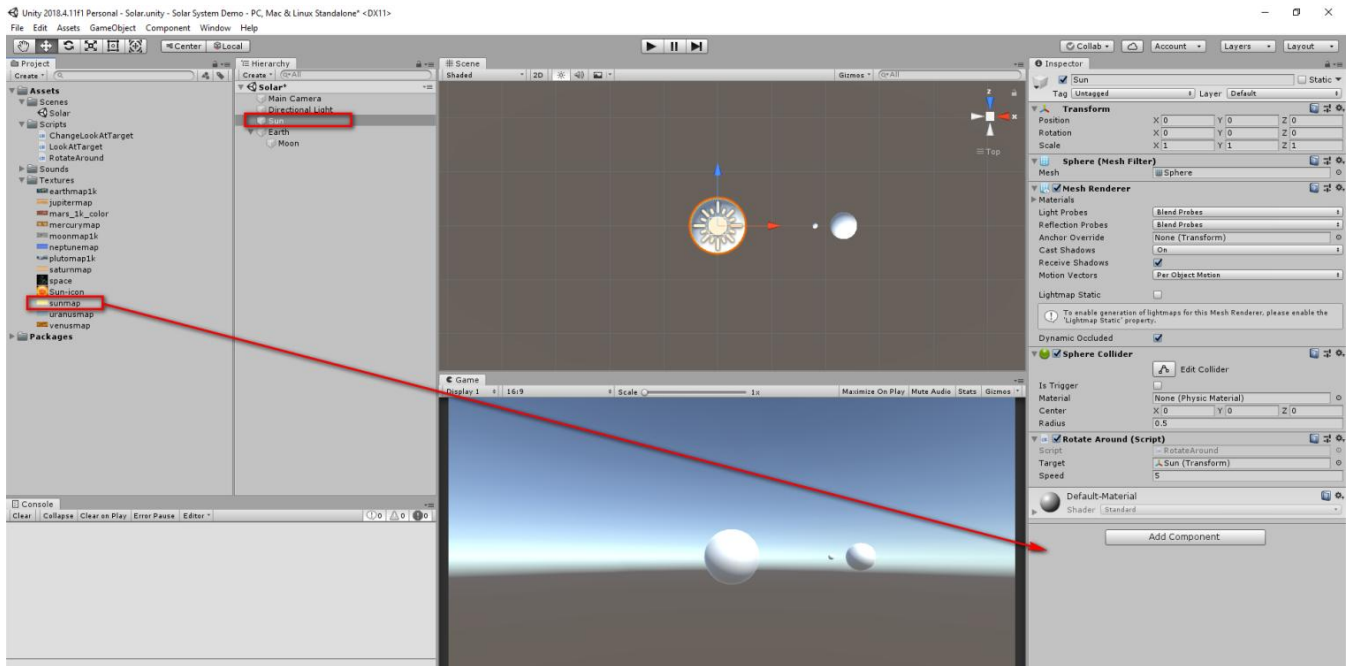 Unity 2018.4.11f1 Personal - Solar.unity - Solar System Demo - PC, Mac & Linux Standalone* <DX11>
File Edit Assets GameObject Component Window Help
Center Local
Collab Account Layers Layout
Project
Create
Assets
Scenes
Solar
Scripts
ChangeLookAtTarget
LookAtTarget
RotateAround
Sounds
Textures
earthmap1k
jupitermap
mars_1k_color
mercurymap
moonmap1k
neptunemap
plutomap1k
saturnmap
space
Sun-icon
sunmap
uranusmap
venusmap
Packages
Hierarchy
Create All
Solar*
Main Camera
Directional Light
Sun
Earth
Moon
Scene
Shaded 2D Gizmos All
z
x
Top
Game
Display 1 16:9 Scale 1x Maximize On Play Mute Audio Stats Gizmos
Console
Clear Collapse Clear on Play Error Pause Editor 0 0 0
Inspector
Sun Static
Tag Untagged Layer Default
Transform
Position X 0 Y 0 Z 0
Rotation X 0 Y 0 Z 0
Scale X 1 Y 1 Z 1
Sphere (Mesh Filter)
Mesh Sphere
Mesh Renderer
Materials
Light Probes Blend Probes
Reflection Probes Blend Probes
Anchor Override None (Transform)
Cast Shadows On
Receive Shadows
Motion Vectors Per Object Motion
Lightmap Static
To enable generation of lightmaps for this Mesh Renderer, please enable the
'Lightmap Static' property.
Dynamic Occluded
Sphere Collider
Edit Collider
Is Trigger
Material None (Physic Material)
Center X 0 Y 0 Z 0
Radius 0.5
Rotate Around (Script)
Script RotateAround
Target Sun (Transform)
Speed 5
Default-Material
Shader Standard
Add Component